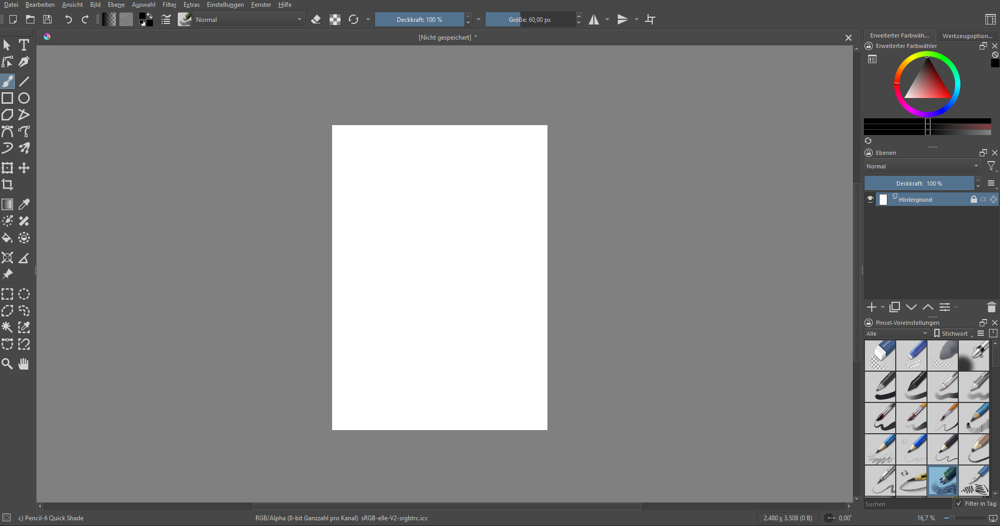 Datei Bearbeiten Ansicht Bild Ebene Auswahl Filter Extras Einstellungen Fenster Hilfe
Normal
Deckkraft: 100 %
Größe: 60,00 px
[Nicht gespeichert] *
Erweiterter Farbwäh...
Werkzeugoption...
Erweiterter Farbwähler
Ebenen
Normal
Deckkraft: 100 %
Hintergrund
Pinsel-Voreinstellungen
Alle
Stichwort
Suchen
Filter in Tag
c) Pencil-6 Quick Shade
RGB/Alpha (8-bit Ganzzahl pro Kanal) sRGB-elle-V2-srgbtrc.icc
2.480 x 3.508 (0 B)
0,00°
16,7 %